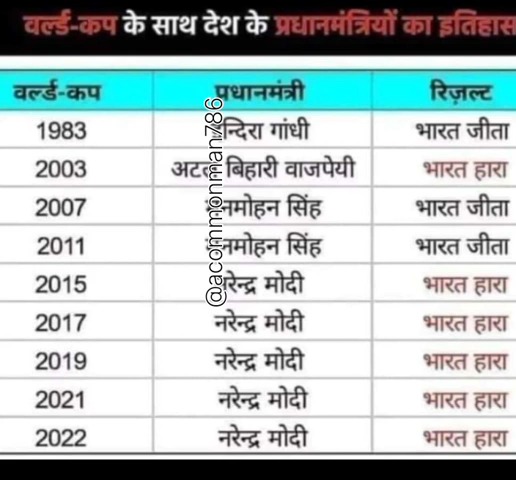 वर्ल्ड-कप के साथ देश के प्रधानमंत्रियों का इतिहास
वर्ल्ड-कप प्रधानमंत्री रिज़ल्ट
1983 इन्दिरा गांधी भारत जीता
2003 अटल बिहारी वाजपेयी भारत हारा
2007 मनमोहन सिंह भारत जीता
2011 मनमोहन सिंह भारत जीता
2015 नरेन्द्र मोदी भारत हारा
2017 नरेन्द्र मोदी भारत हारा
2019 नरेन्द्र मोदी भारत हारा
2021 नरेन्द्र मोदी भारत हारा
2022 नरेन्द्र मोदी भारत हारा
@acommonman786